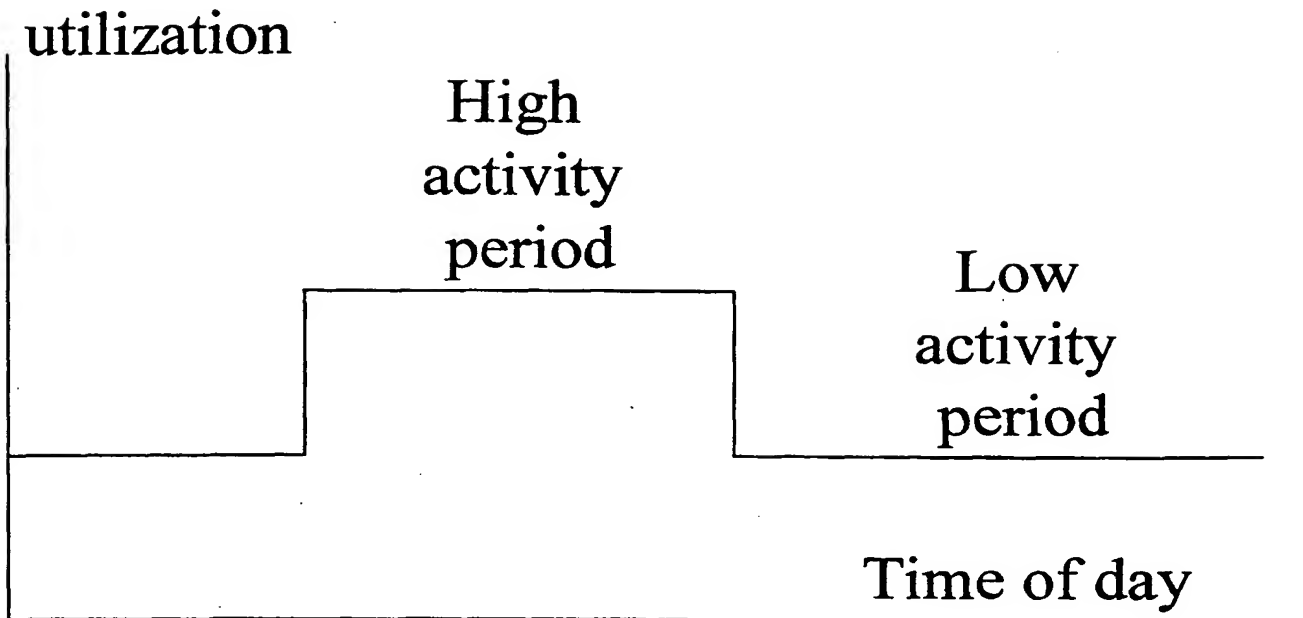 utilization
High
activity
period
Low
activity
period
Time of day